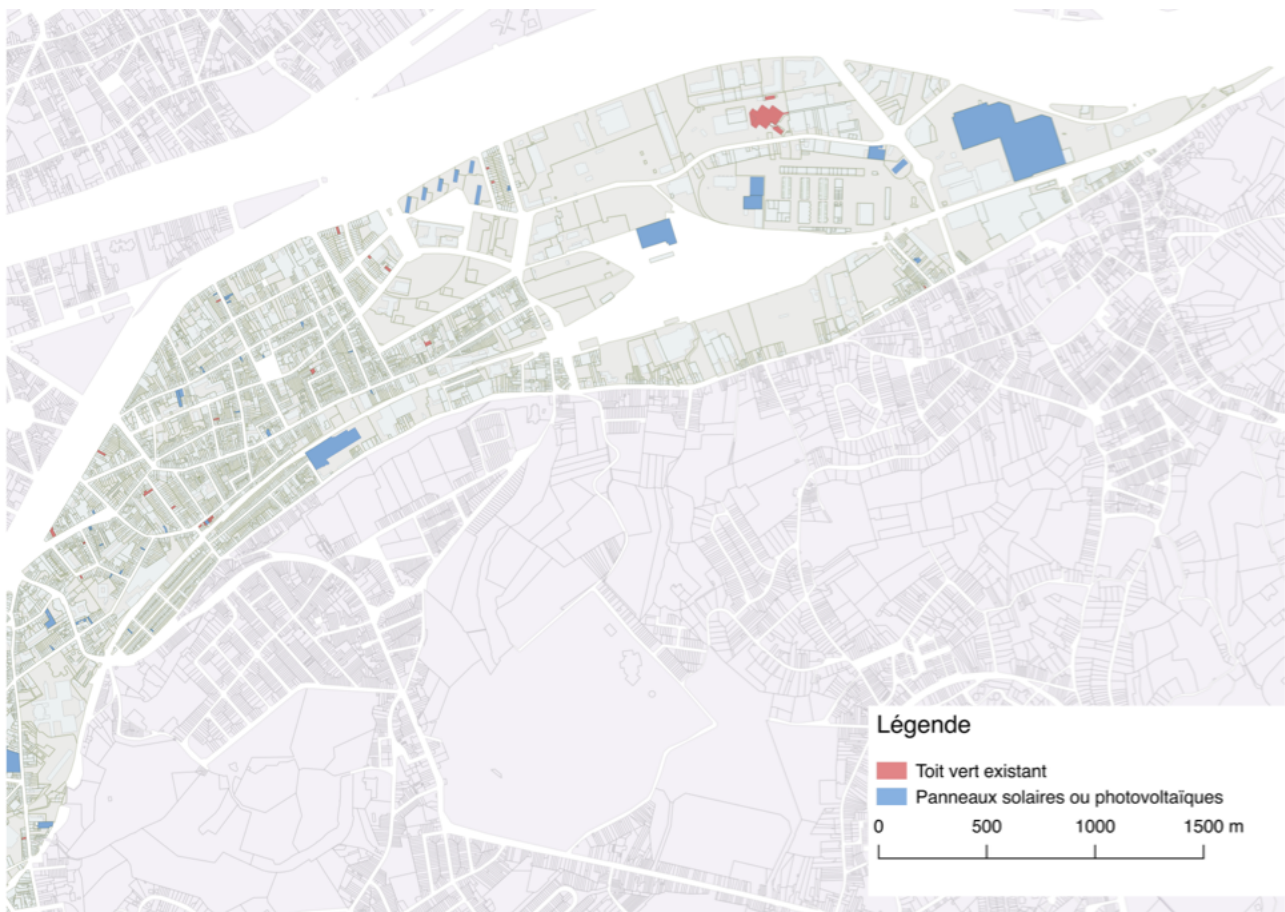 Légende
Toit vert existant
Panneaux solaires ou photovoltaïques
0 500 1000 1500 m